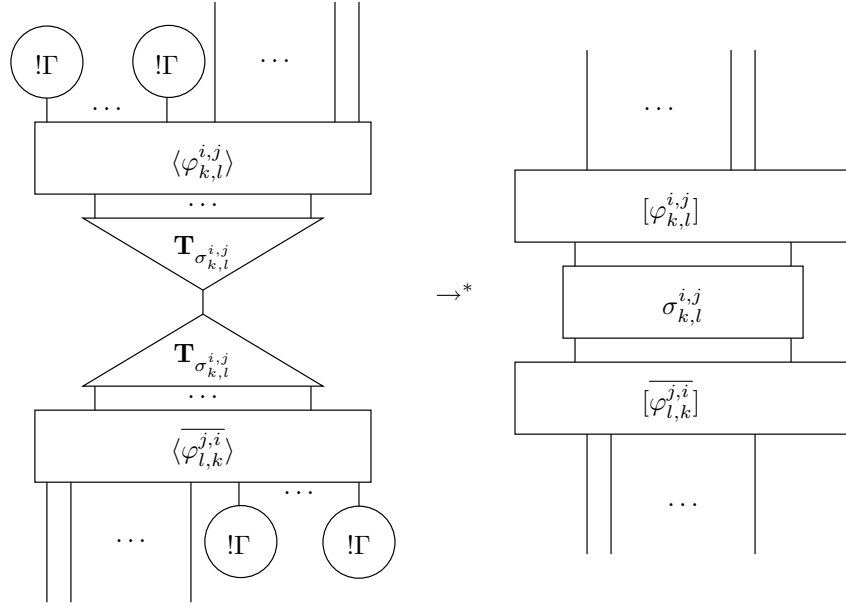 !Γ !Γ ⋯
⋯
⟨φ^{i,j}_{k,l}⟩
⋯
T_{σ^{i,j}_{k,l}}
T_{σ^{i,j}_{k,l}}
⋯
⟨\overline{φ^{j,i}_{l,k}}⟩
⋯
⋯ !Γ !Γ
→*
⋯
[φ^{i,j}_{k,l}]
σ^{i,j}_{k,l}
[\overline{φ^{j,i}_{l,k}}]
⋯